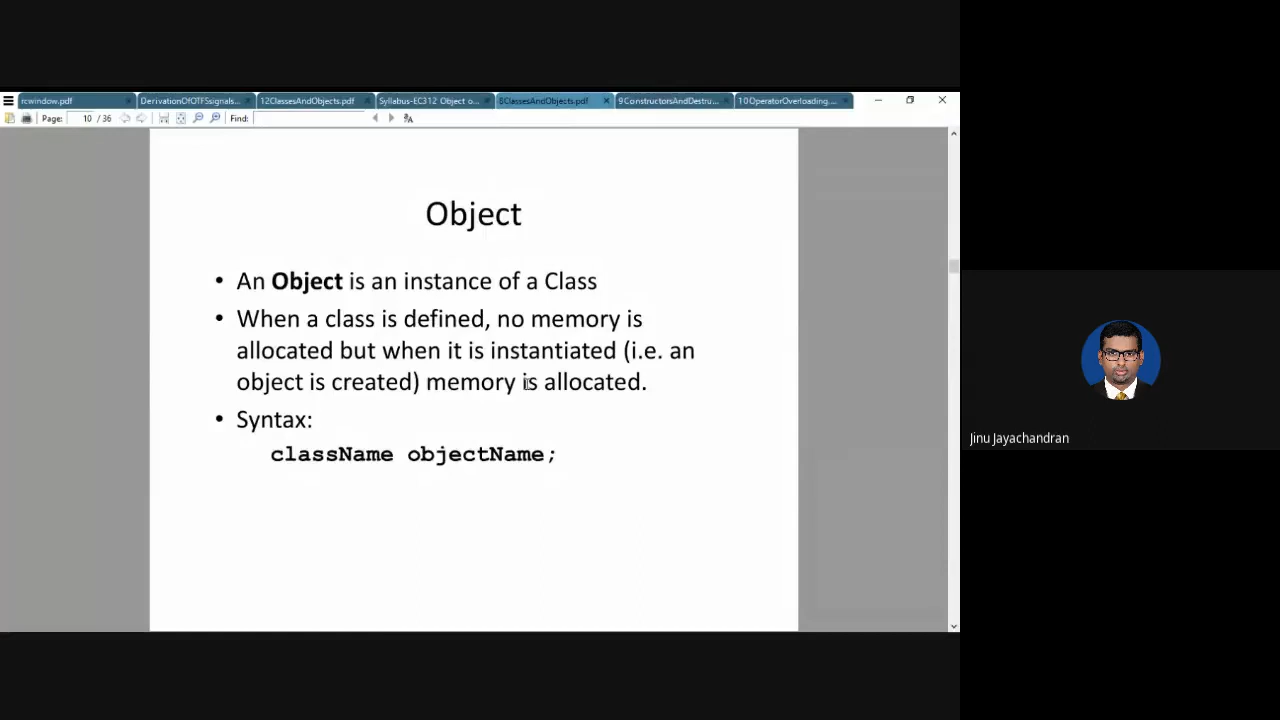 rcwindow.pdf DerivationOfOTFSsignals... 12ClassesAndObjects.pdf Syllabus-EC312 Object o... 8ClassesAndObjects.pdf 9ConstructorsAndDestru... 10OperatorOverloading....
Page: 10 / 36 Find:
Object
• An Object is an instance of a Class
• When a class is defined, no memory is
allocated but when it is instantiated (i.e. an
object is created) memory is allocated.
• Syntax:
className objectName;
Jinu Jayachandran